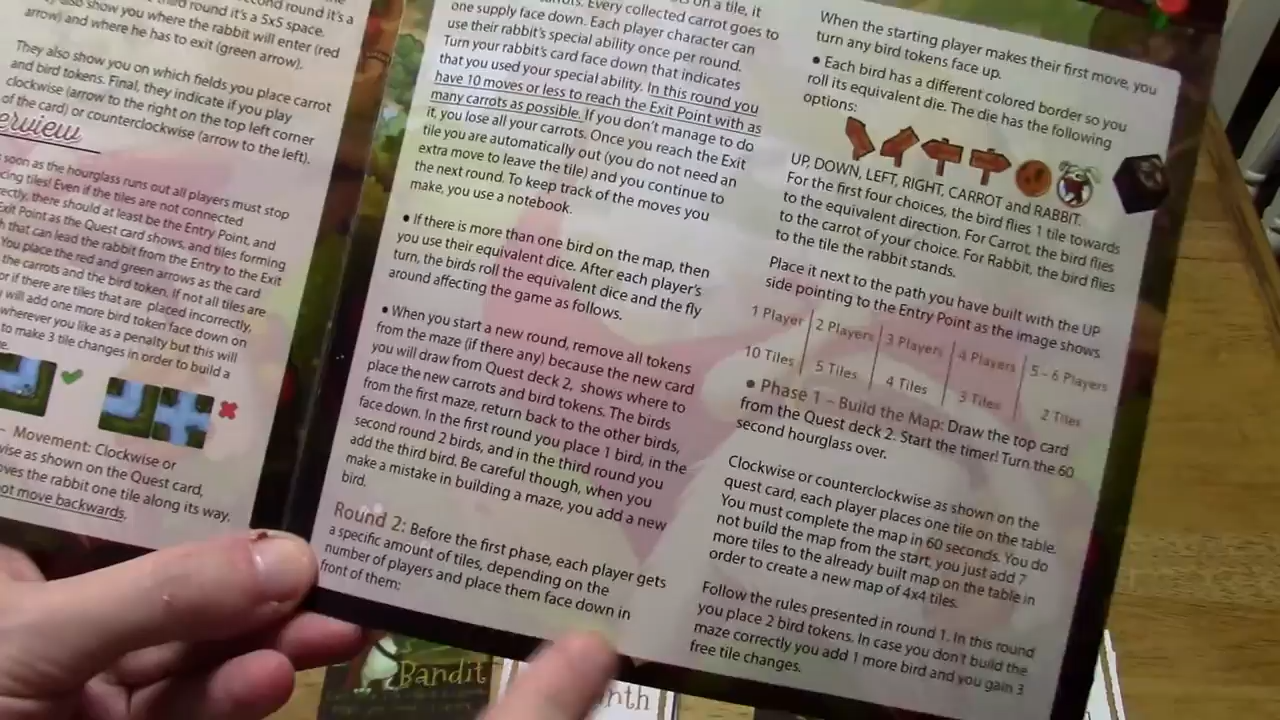 second round it's a
third round it's a 5x5 space.
also show you where the rabbit will enter (red
arrow) and where he has to exit (green arrow).
They also show you on which fields you place carrot
and bird tokens. Final, they indicate if you play
clockwise (arrow to the right on the top left corner
of the card) or counterclockwise (arrow to the left).
soon as the hourglass runs out all players must stop
tiles! Even if the tiles are not connected
there should at least be the Entry Point, and
Exit Point as the Quest card shows, and tiles forming
that can lead the rabbit from the Entry to the Exit
You place the red and green arrows as the card
the carrots and the bird token. If not all tiles are
or if there are tiles that are placed incorrectly,
will add one more bird token face down on
wherever you like as a penalty but this will
to make 3 tile changes in order to build a
– Movement: Clockwise or
as shown on the Quest card,
the rabbit one tile along its way.
not move backwards.
on a tile, it
Every collected carrot goes to
one supply face down. Each player character can
use their rabbit's special ability once per round.
Turn your rabbit's card face down that indicates
that you used your special ability. In this round you
have 10 moves or less to reach the Exit Point with as
many carrots as possible. If you don't manage to do
it, you lose all your carrots. Once you reach the Exit
tile you are automatically out (you do not need an
extra move to leave the tile) and you continue to
the next round. To keep track of the moves you
make, you use a notebook.
• If there is more than one bird on the map, then
you use their equivalent dice. After each player's
turn, the birds roll the equivalent dice and the fly
around affecting the game as follows.
• When you start a new round, remove all tokens
from the maze (if there any) because the new card
you will draw from Quest deck 2, shows where to
place the new carrots and bird tokens. The birds
from the first maze, return back to the other birds,
face down. In the first round you place 1 bird, in the
second round 2 birds, and in the third round you
add the third bird. Be careful though, when you
make a mistake in building a maze, you add a new
bird.
Round 2: Before the first phase, each player gets
a specific amount of tiles, depending on the
number of players and place them face down in
front of them:
When the starting player makes their first move, you
turn any bird tokens face up.
• Each bird has a different colored border so you
roll its equivalent die. The die has the following
options:
UP, DOWN, LEFT, RIGHT, CARROT and RABBIT.
For the first four choices, the bird flies 1 tile towards
to the equivalent direction. For Carrot, the bird flies
to the carrot of your choice. For Rabbit, the bird flies
to the tile the rabbit stands.
Place it next to the path you have built with the UP
side pointing to the Entry Point as the image shows.
1 Player 2 Players 3 Players 4 Players 5 - 6 Players
10 Tiles 5 Tiles 4 Tiles 3 Tiles 2 Tiles
• Phase 1 – Build the Map: Draw the top card
from the Quest deck 2. Start the timer! Turn the 60
second hourglass over.
Clockwise or counterclockwise as shown on the
quest card, each player places one tile on the table.
You must complete the map in 60 seconds. You do
not build the map from the start, you just add 7
more tiles to the already built map on the table in
order to create a new map of 4x4 tiles.
Follow the rules presented in round 1. In this round
you place 2 bird tokens. In case you don't build the
maze correctly you add 1 more bird and you gain 3
free tile changes.
Bandit